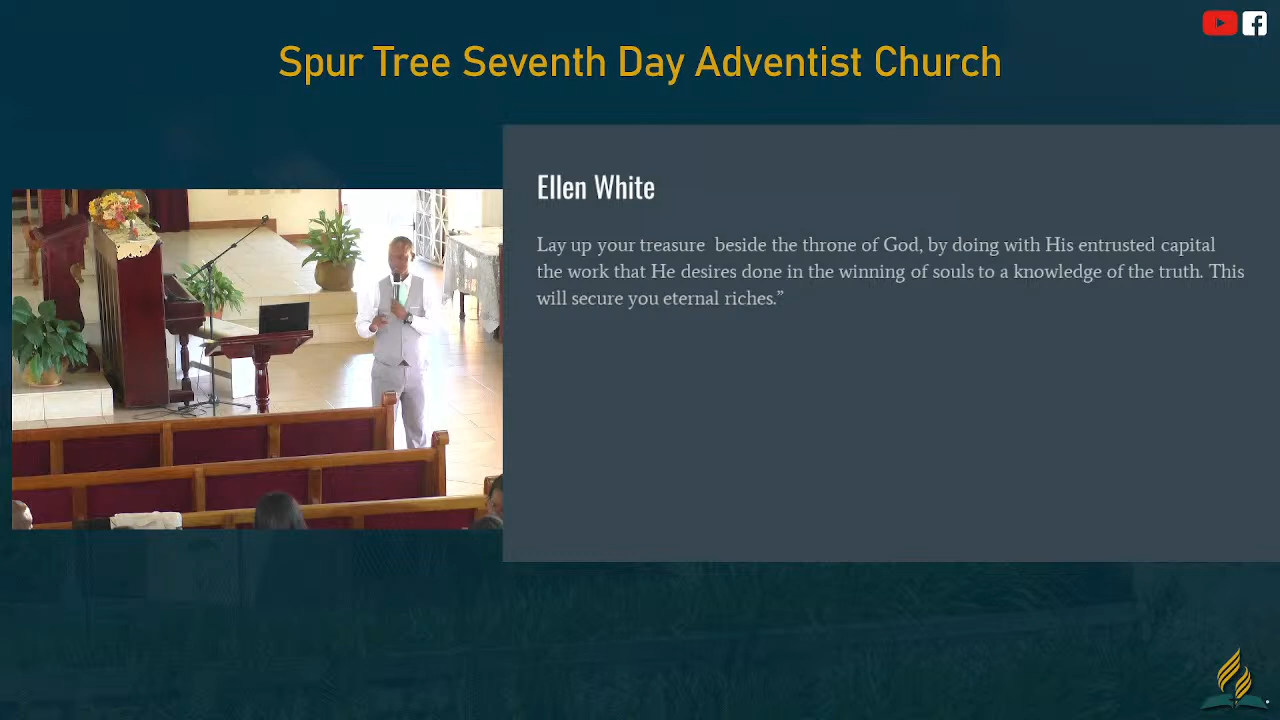 Spur Tree Seventh Day Adventist Church
Ellen White
Lay up your treasure  beside the throne of God, by doing with His entrusted capital
the work that He desires done in the winning of souls to a knowledge of the truth. This
will secure you eternal riches.”